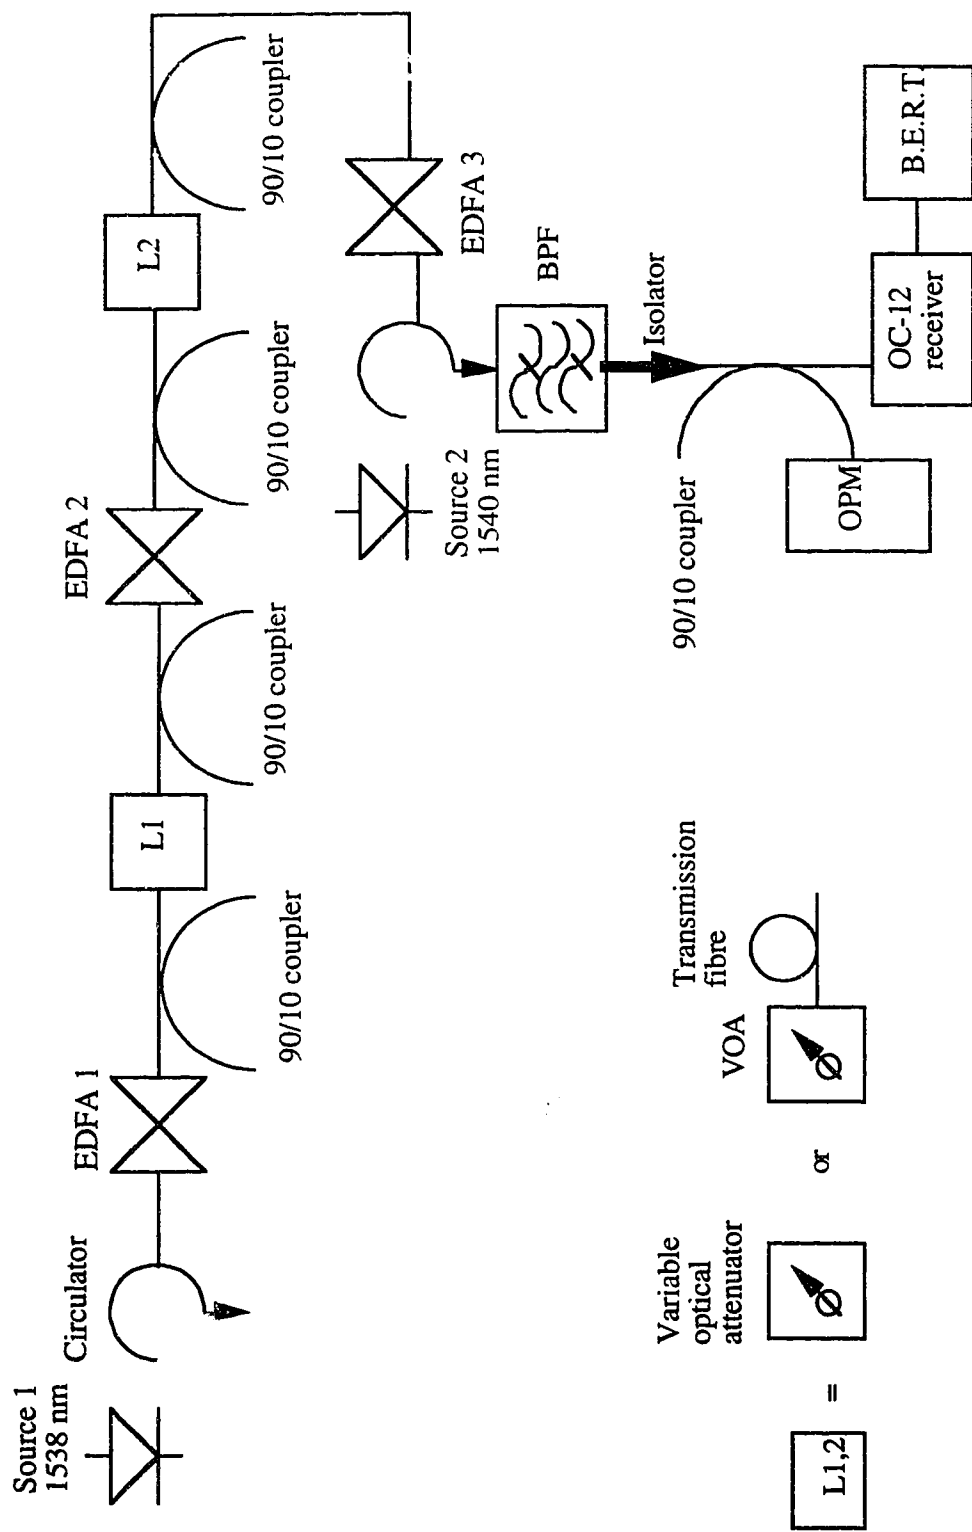 Source 1
1538 nm
Circulator
EDFA 1
90/10 coupler
L1
90/10 coupler
EDFA 2
90/10 coupler
L2
90/10 coupler
EDFA 3
Source 2
1540 nm
BPF
Isolator
90/10 coupler
OPM
OC-12
receiver
B.E.R.T.
L1,2
=
Variable
optical
attenuator
or
VOA
Transmission
fibre